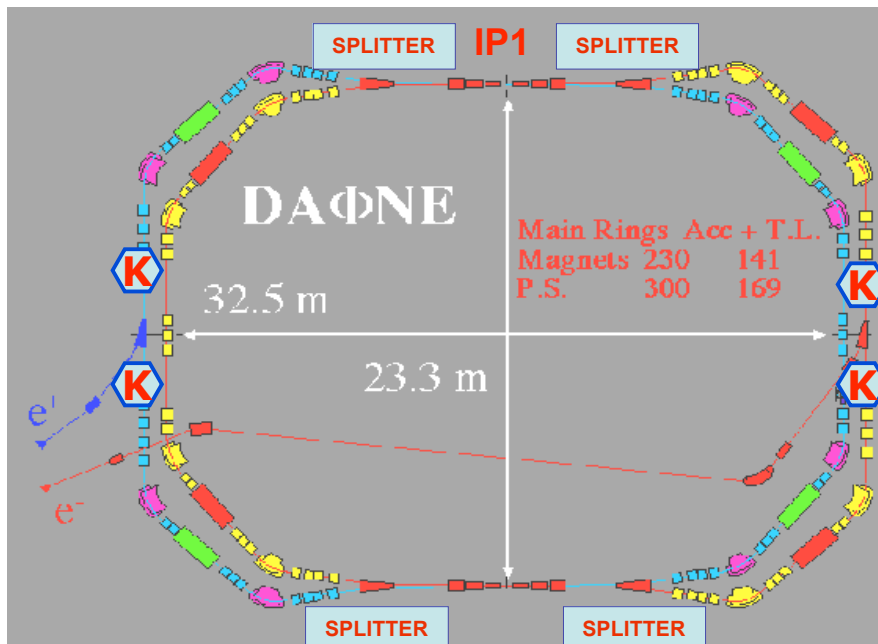 SPLITTER IP1 SPLITTER
DAΦNE
Main Rings Acc + T.L.
Magnets 230 141
P.S. 300 169
K
K
32.5 m
23.3 m
K
K
e⁺
e⁻
SPLITTER SPLITTER